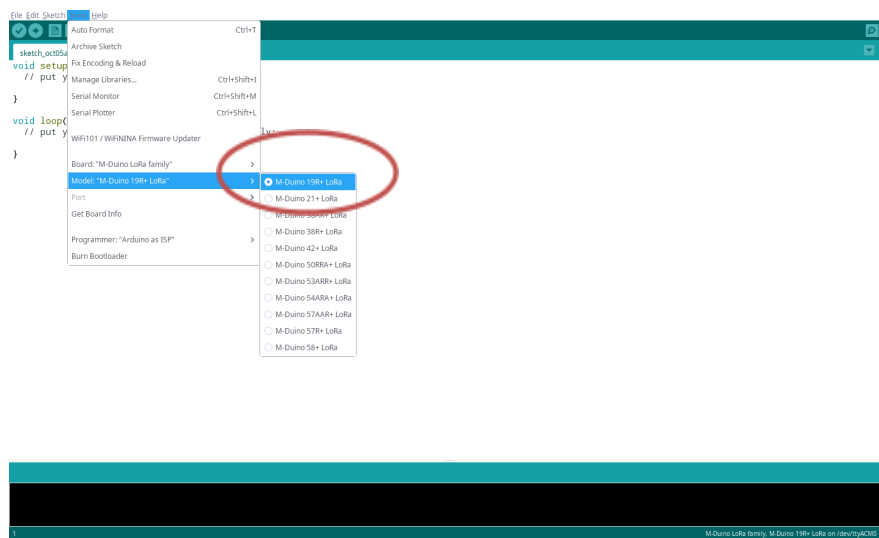 File Edit Sketch Help
sketch_oct05a
void setup
// put y
}
void loop(
// put y ly:
}
Auto Format Ctrl+T
Archive Sketch
Fix Encoding & Reload
Manage Libraries... Ctrl+Shift+I
Serial Monitor Ctrl+Shift+M
Serial Plotter Ctrl+Shift+L
WiFi101 / WiFiNINA Firmware Updater
Board: "M-Duino LoRa family"
Model: "M-Duino 19R+ LoRa"
Port
Get Board Info
Programmer: "Arduino as ISP"
Burn Bootloader
M-Duino 19R+ LoRa
M-Duino 21+ LoRa
M-Duino 38AR+ LoRa
M-Duino 38R+ LoRa
M-Duino 42+ LoRa
M-Duino 50RRA+ LoRa
M-Duino 53ARR+ LoRa
M-Duino 54ARA+ LoRa
M-Duino 57AAR+ LoRa
M-Duino 57R+ LoRa
M-Duino 58+ LoRa
1 M-Duino LoRa family, M-Duino 19R+ LoRa on /dev/ttyACM0